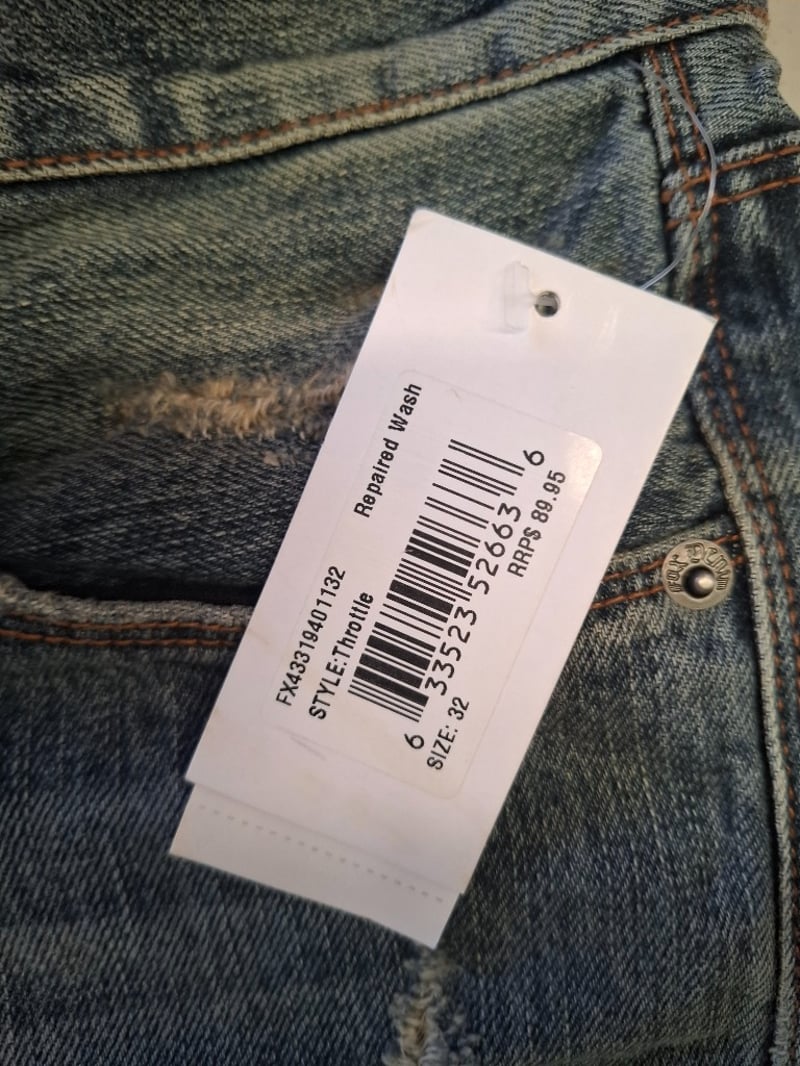 FX43319401132
STYLE:Throttle
Repaired Wash
6 33523 52663 6
SIZE: 32
RRP$ 89.95